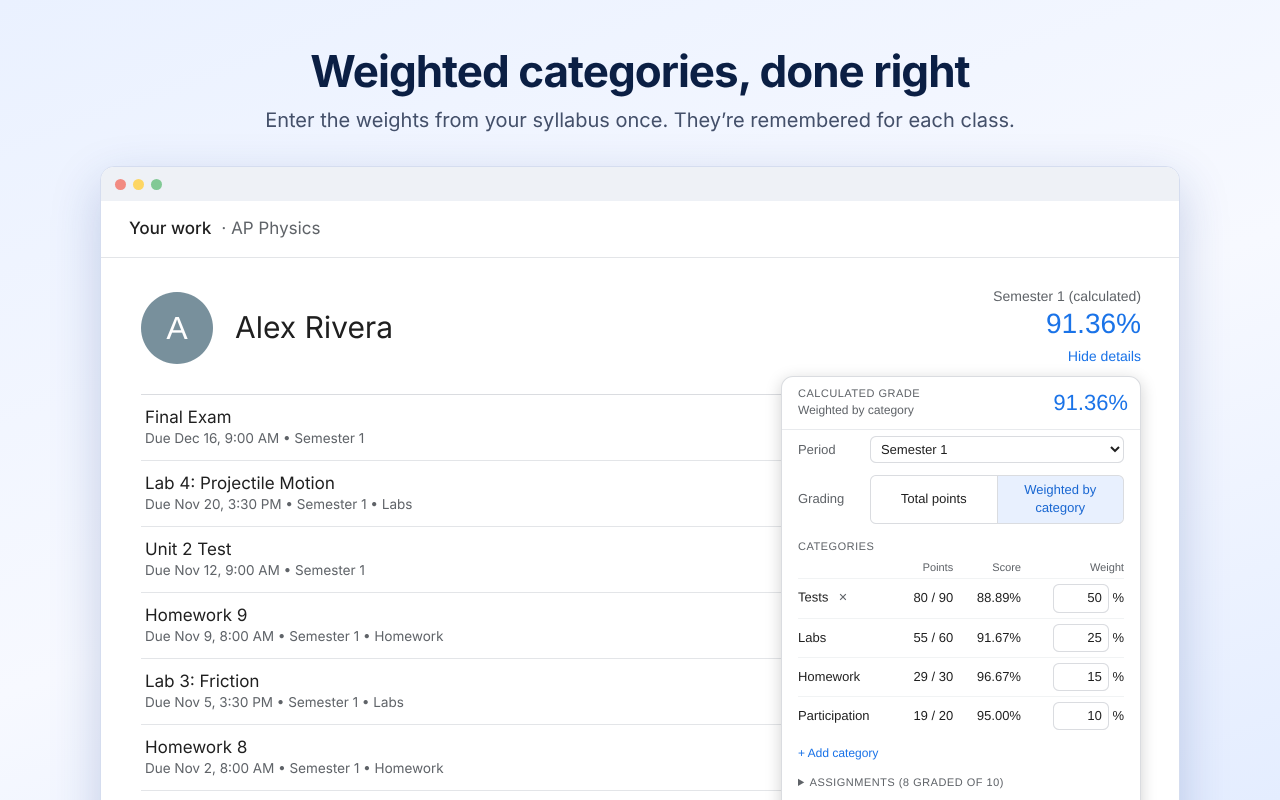 Weighted categories, done right
Enter the weights from your syllabus once. They’re remembered for each class.
Your work · AP Physics
A
Alex Rivera
Semester 1 (calculated)
91.36%
Hide details
Final Exam
Due Dec 16, 9:00 AM • Semester 1
Lab 4: Projectile Motion
Due Nov 20, 3:30 PM • Semester 1 • Labs
Unit 2 Test
Due Nov 12, 9:00 AM • Semester 1
Homework 9
Due Nov 9, 8:00 AM • Semester 1 • Homework
Lab 3: Friction
Due Nov 5, 3:30 PM • Semester 1 • Labs
Homework 8
Due Nov 2, 8:00 AM • Semester 1 • Homework
CALCULATED GRADE
Weighted by category
91.36%
Period Semester 1
Grading Total points Weighted by
category
CATEGORIES
Points Score Weight
Tests × 80 / 90 88.89% 50 %
Labs 55 / 60 91.67% 25 %
Homework 29 / 30 96.67% 15 %
Participation 19 / 20 95.00% 10 %
+ Add category
ASSIGNMENTS (8 GRADED OF 10)